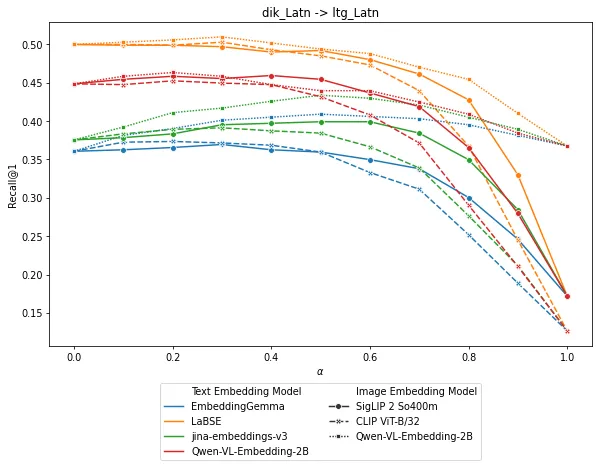 dik_Latn -> ltg_Latn
Recall@1
0.50
0.45
0.40
0.35
0.30
0.25
0.20
0.15
0.0
0.2
0.4
0.6
0.8
1.0
α
Text Embedding Model
EmbeddingGemma
LaBSE
jina-embeddings-v3
Qwen-VL-Embedding-2B
Image Embedding Model
SigLIP 2 So400m
CLIP ViT-B/32
Qwen-VL-Embedding-2B